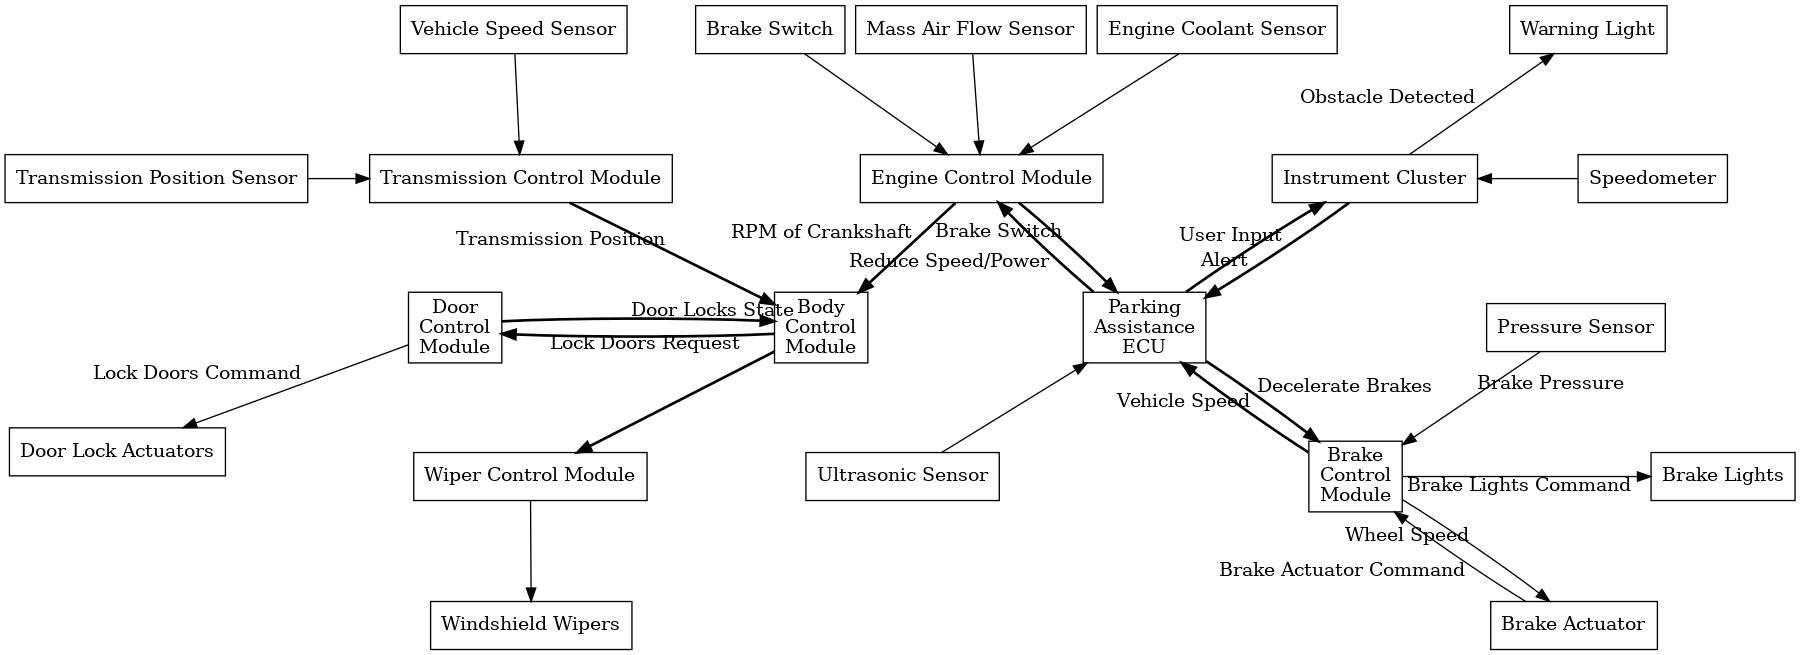 Vehicle Speed Sensor
Brake Switch
Mass Air Flow Sensor
Engine Coolant Sensor
Warning Light
Obstacle Detected
Transmission Position Sensor
Transmission Control Module
Engine Control Module
Instrument Cluster
Speedometer
Transmission Position
RPM of Crankshaft
Brake Switch
User Input
Reduce Speed/Power
Alert
Door
Control
Module
Door Locks State
Lock Doors Request
Body
Control
Module
Parking
Assistance
ECU
Pressure Sensor
Lock Doors Command
Vehicle Speed
Decelerate Brakes
Brake Pressure
Door Lock Actuators
Wiper Control Module
Ultrasonic Sensor
Brake
Control
Module
Brake Lights Command
Brake Lights
Wheel Speed
Brake Actuator Command
Windshield Wipers
Brake Actuator